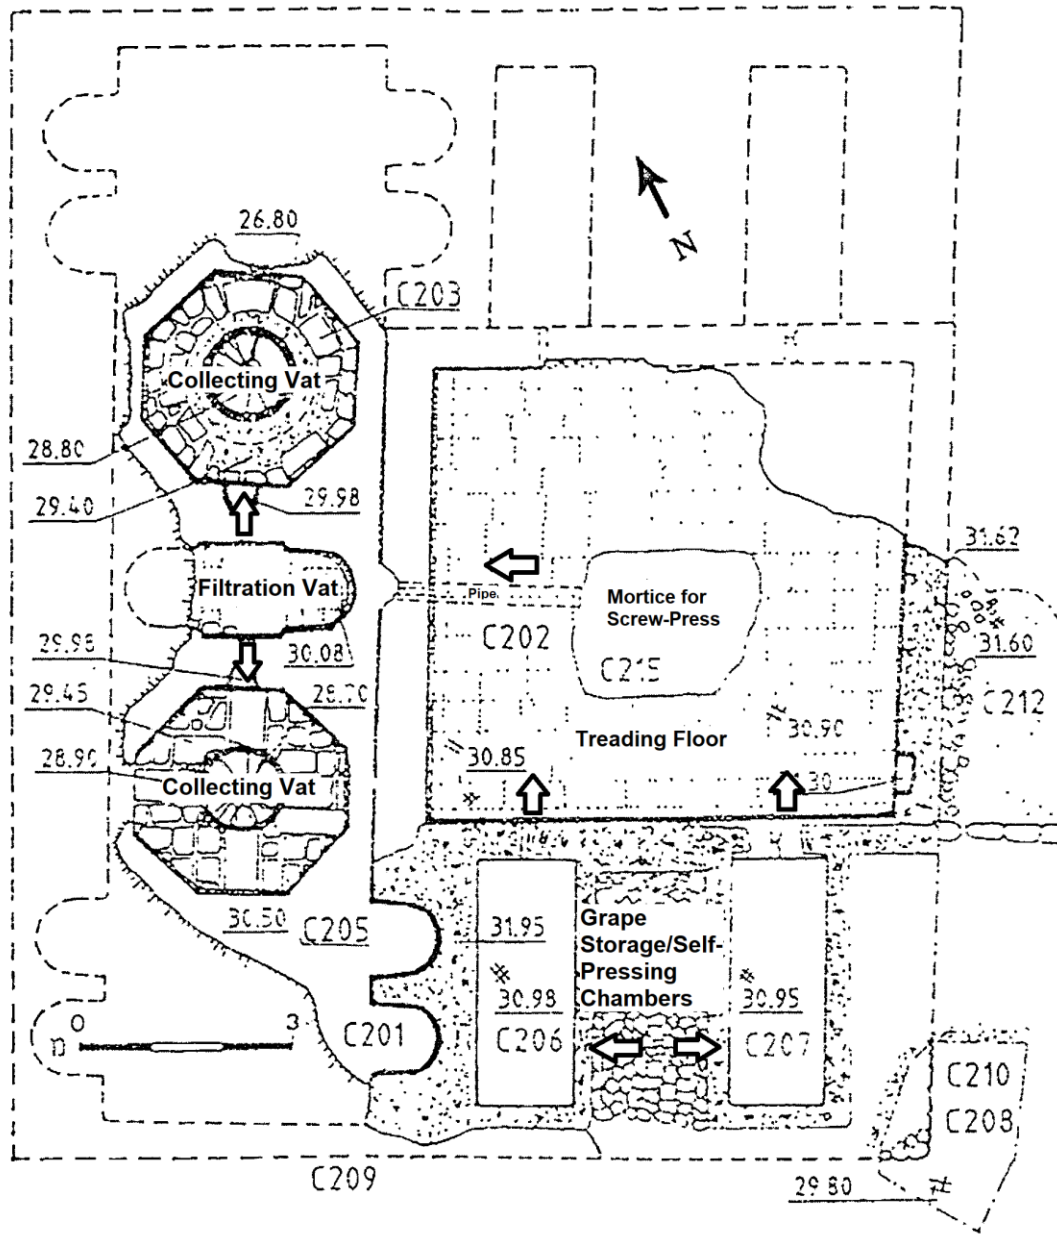 26.80
N
C203
Collecting Vat
28.80
29.40
29.98
31.62
Filtration Vat
Pipe
Mortice for
Screw-Press
C202
C215
31.60
C212
29.98
30.08
29.45
28.70
Treading Floor
30.90
30.85
28.90
Collecting Vat
30.50
C205
31.95
Grape
Storage/Self-
Pressing
Chambers
30.98
30.95
C206
C207
0
3
מ
C201
C210
C208
C209
29.80